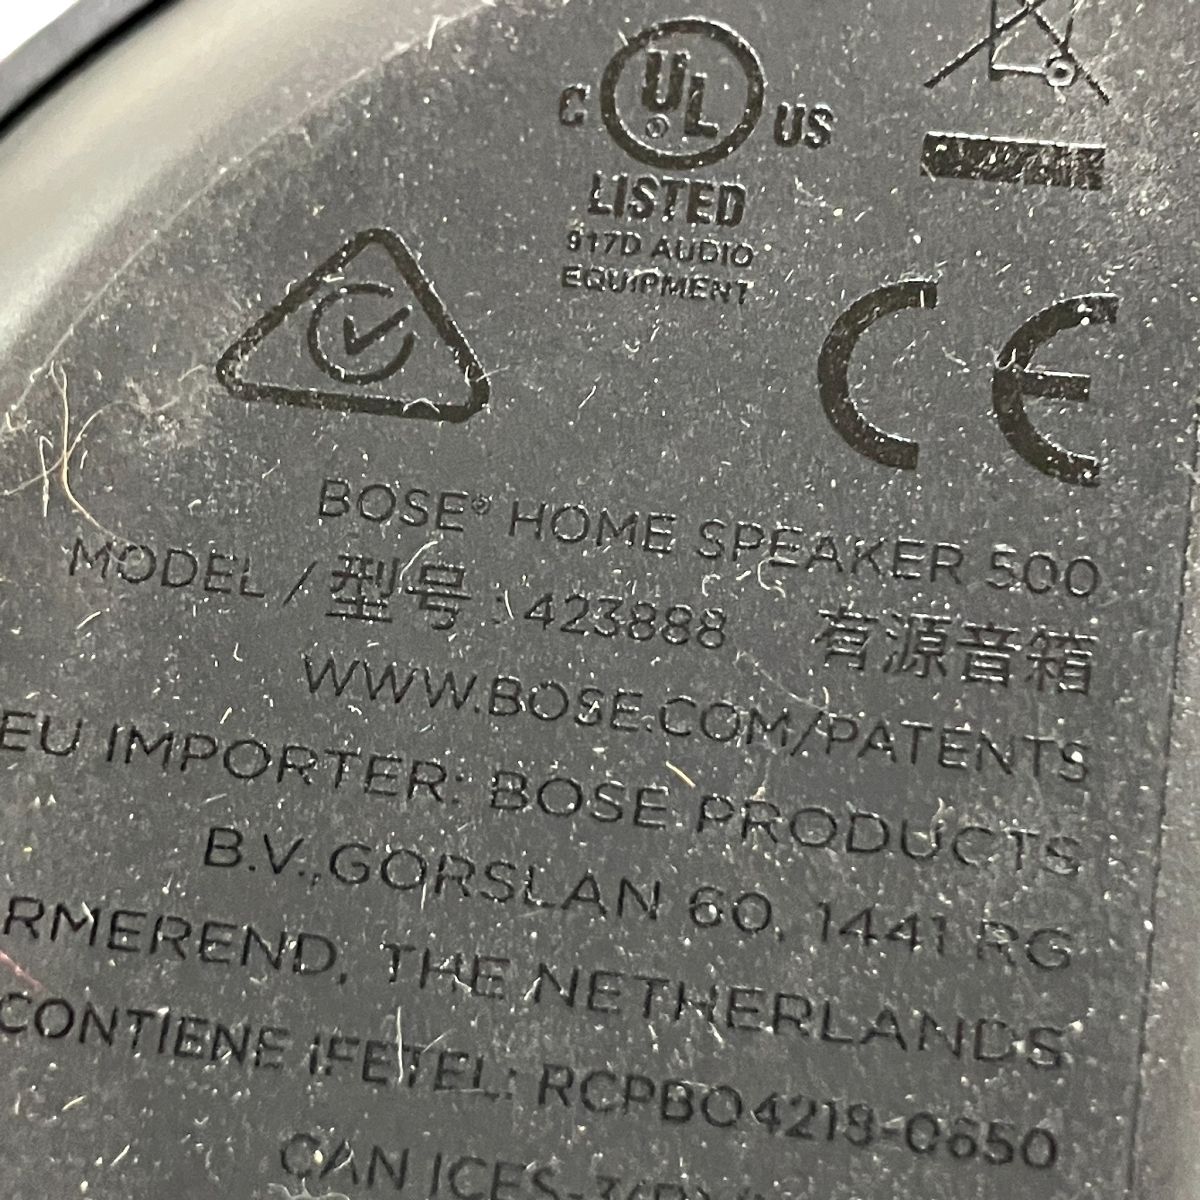 C UL® US
LISTED
917D AUDIO
EQUIPMENT
CE
BOSE® HOME SPEAKER 500
MODEL / 型号 : 423888 有源音箱
WWW.BOSE.COM/PATENTS
EU IMPORTER: BOSE PRODUCTS
B.V., GORSLAN 60, 1441 RG
RMEREND, THE NETHERLANDS
CONTIENE IFETEL: RCPBO4218-0650
CAN ICES-3(B)